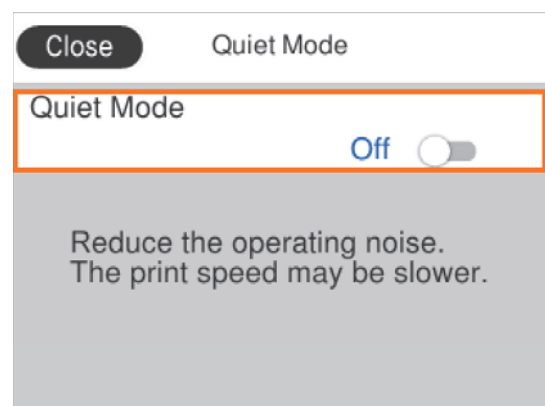 Close Quiet Mode
Quiet Mode
Off
Reduce the operating noise.
The print speed may be slower.